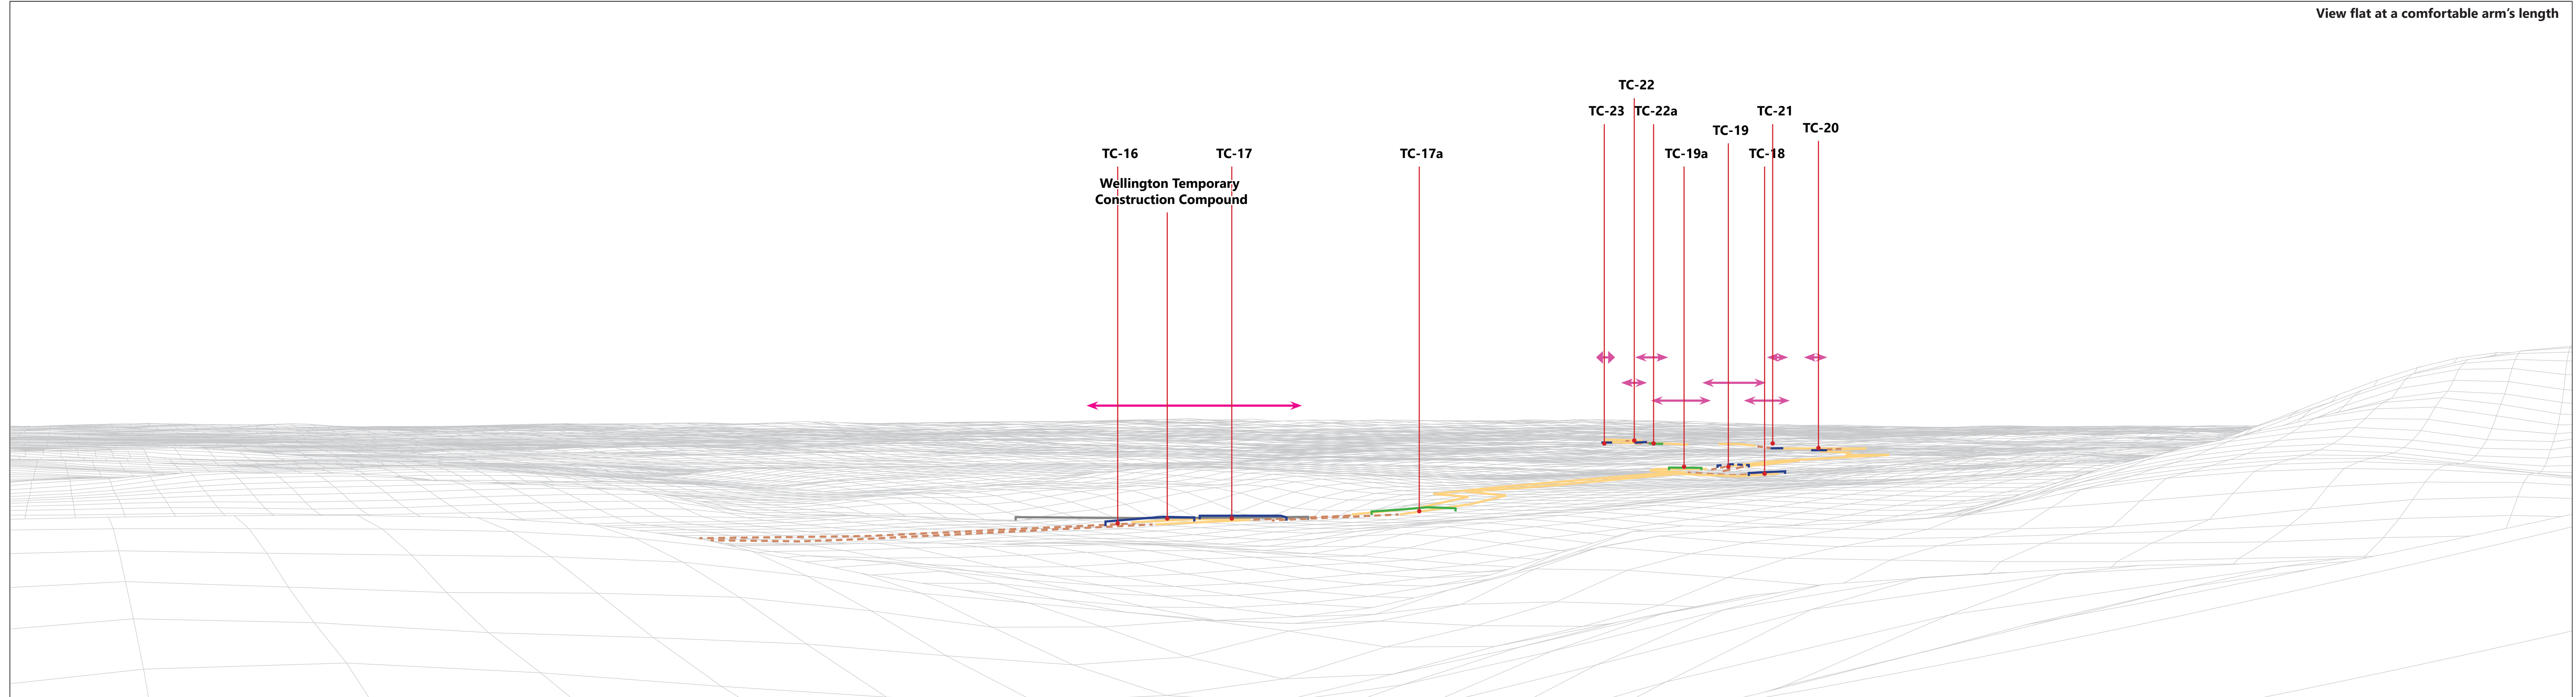 View flat at a comfortable arm's length
TC-22
TC-23
TC-22a
TC-21
TC-19
TC-20
TC-16
TC-17
TC-17a
TC-19a
TC-18
Wellington Temporary
Construction Compound